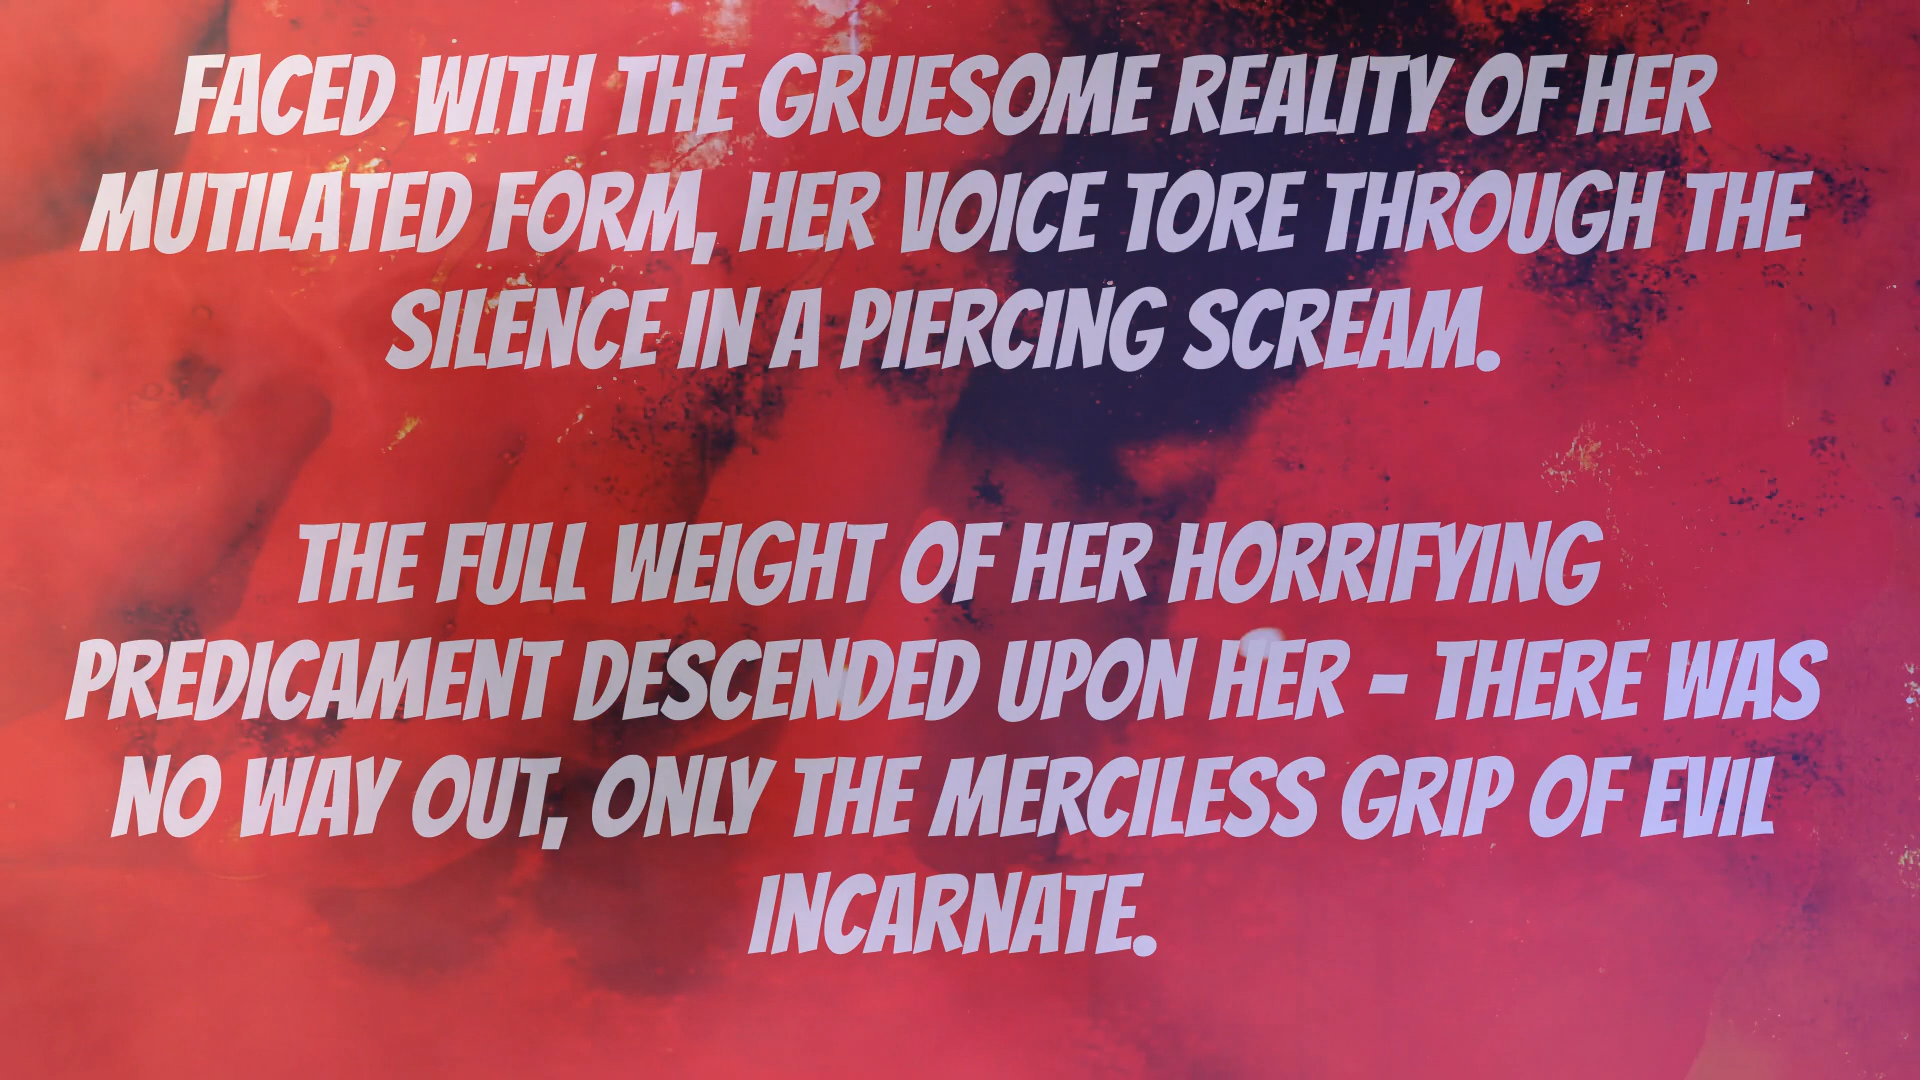 FACED WITH THE GRUESOME REALITY OF HER
MUTILATED FORM, HER VOICE TORE THROUGH THE
SILENCE IN A PIERCING SCREAM.
THE FULL WEIGHT OF HER HORRIFYING
PREDICAMENT DESCENDED UPON HER - THERE WAS
NO WAY OUT, ONLY THE MERCILESS GRIP OF EVIL
INCARNATE.